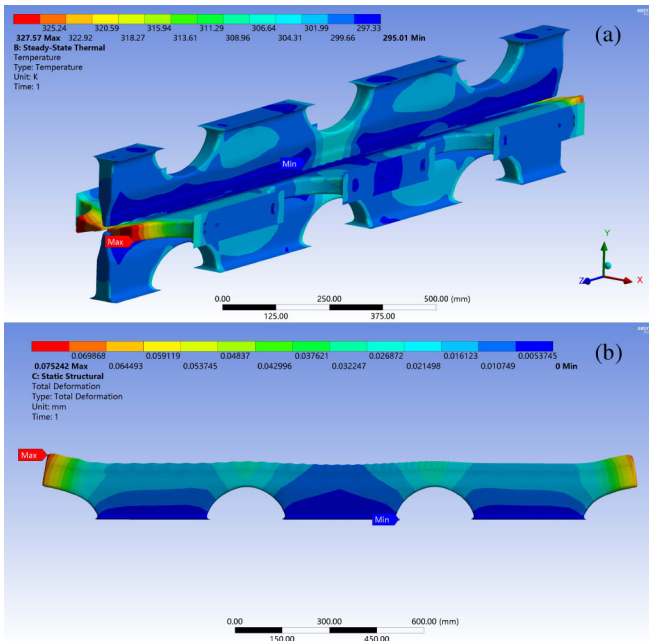 325.24 320.59 315.94 311.29 306.64 301.99 297.33
327.57 Max 322.92 318.27 313.61 308.96 304.31 299.66 295.01 Min
B: Steady-State Thermal
Temperature
Type: Temperature
Unit: K
Time: 1
(a)
Min
Max
Y
Z
X
0.00 250.00 500.00 (mm)
125.00 375.00
0.069868 0.059119 0.04837 0.037621 0.026872 0.016123 0.0053745
0.075242 Max 0.064493 0.053745 0.042996 0.032247 0.021498 0.010749 0 Min
C: Static Structural
Total Deformation
Type: Total Deformation
Unit: mm
Time: 1
(b)
Max
Min
0.00 300.00 600.00 (mm)
150.00 450.00